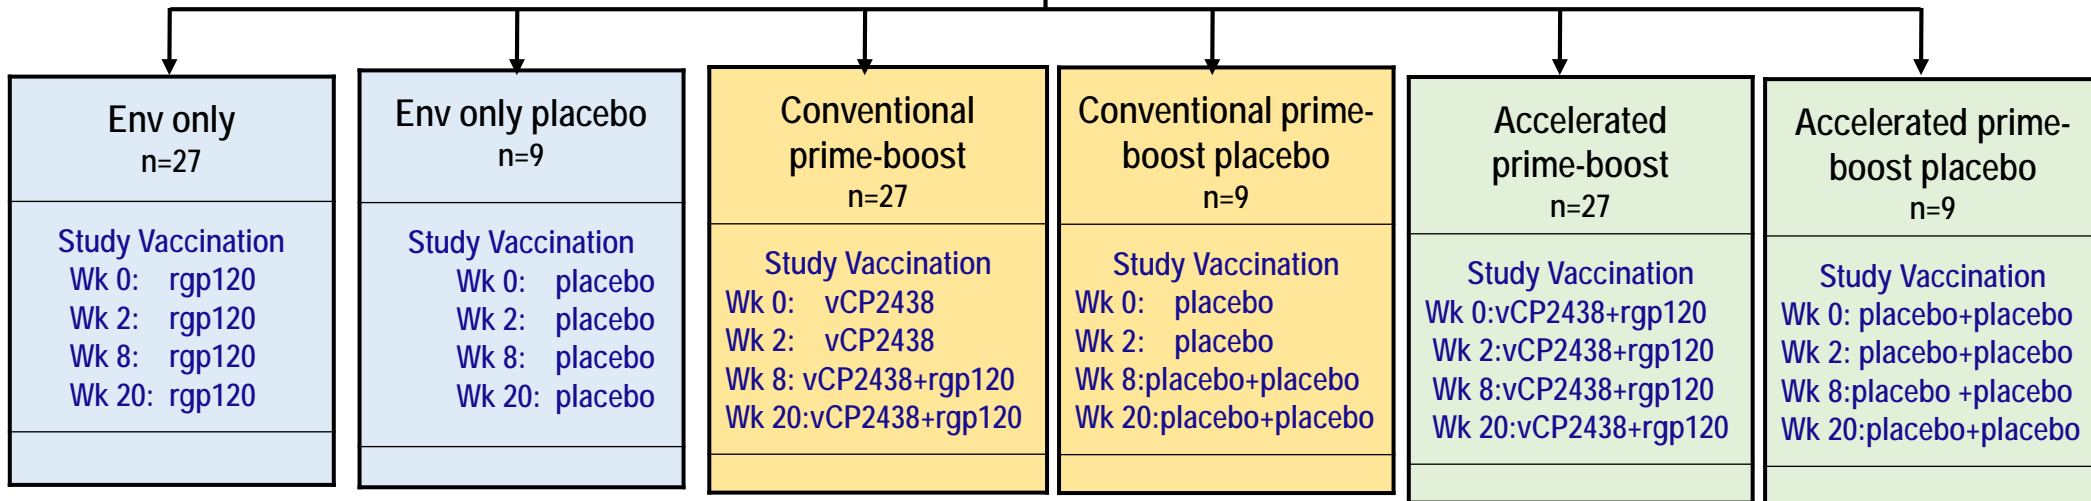 Env only
n=27
Study Vaccination
Wk 0: rgp120
Wk 2: rgp120
Wk 8: rgp120
Wk 20: rgp120
Env only placebo
n=9
Study Vaccination
Wk 0: placebo
Wk 2: placebo
Wk 8: placebo
Wk 20: placebo
Conventional
prime-boost
n=27
Study Vaccination
Wk 0: vCP2438
Wk 2: vCP2438
Wk 8: vCP2438+rgp120
Wk 20:vCP2438+rgp120
Conventional prime-
boost placebo
n=9
Study Vaccination
Wk 0: placebo
Wk 2: placebo
Wk 8:placebo+placebo
Wk 20:placebo+placebo
Accelerated
prime-boost
n=27
Study Vaccination
Wk 0:vCP2438+rgp120
Wk 2:vCP2438+rgp120
Wk 8:vCP2438+rgp120
Wk 20:vCP2438+rgp120
Accelerated prime-
boost placebo
n=9
Study Vaccination
Wk 0: placebo+placebo
Wk 2: placebo+placebo
Wk 8:placebo +placebo
Wk 20:placebo+placebo